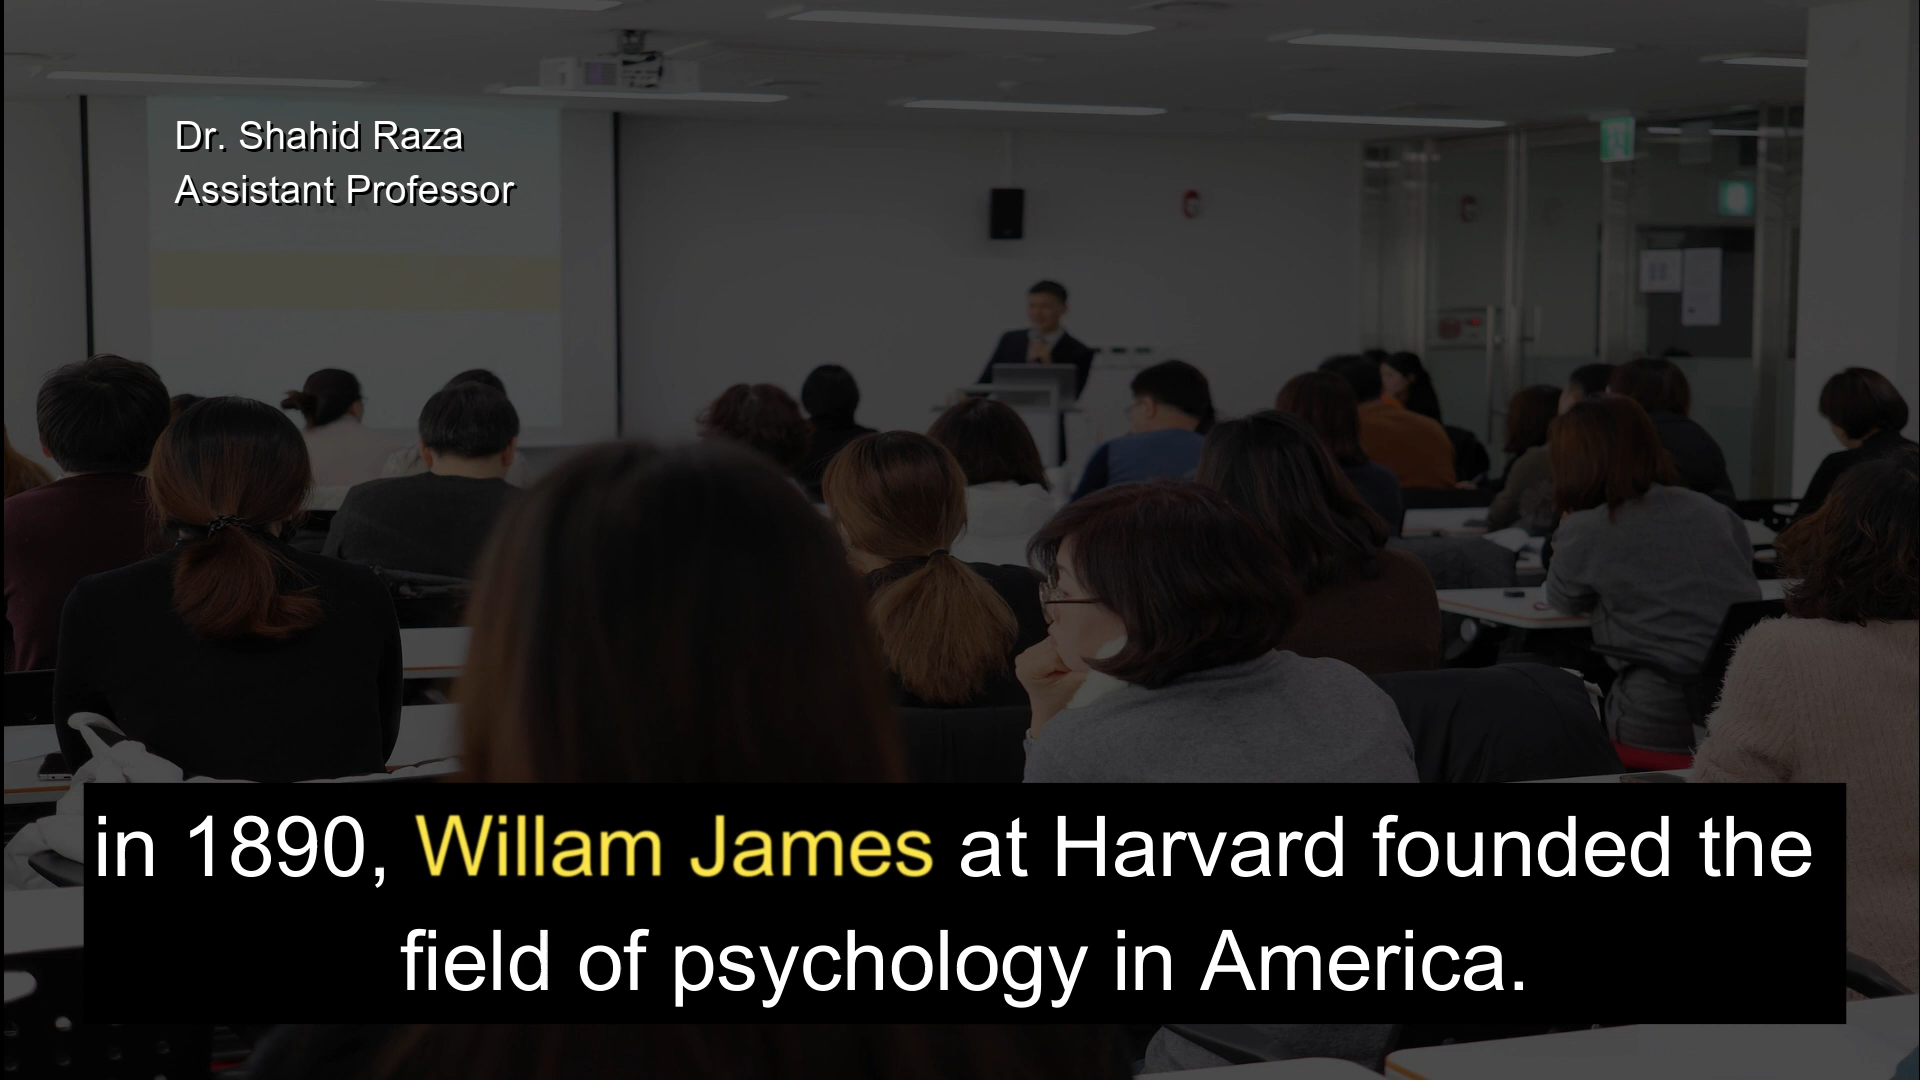 Dr. Shahid Raza
Assistant Professor
in 1890, Willam James at Harvard founded the
field of psychology in America.